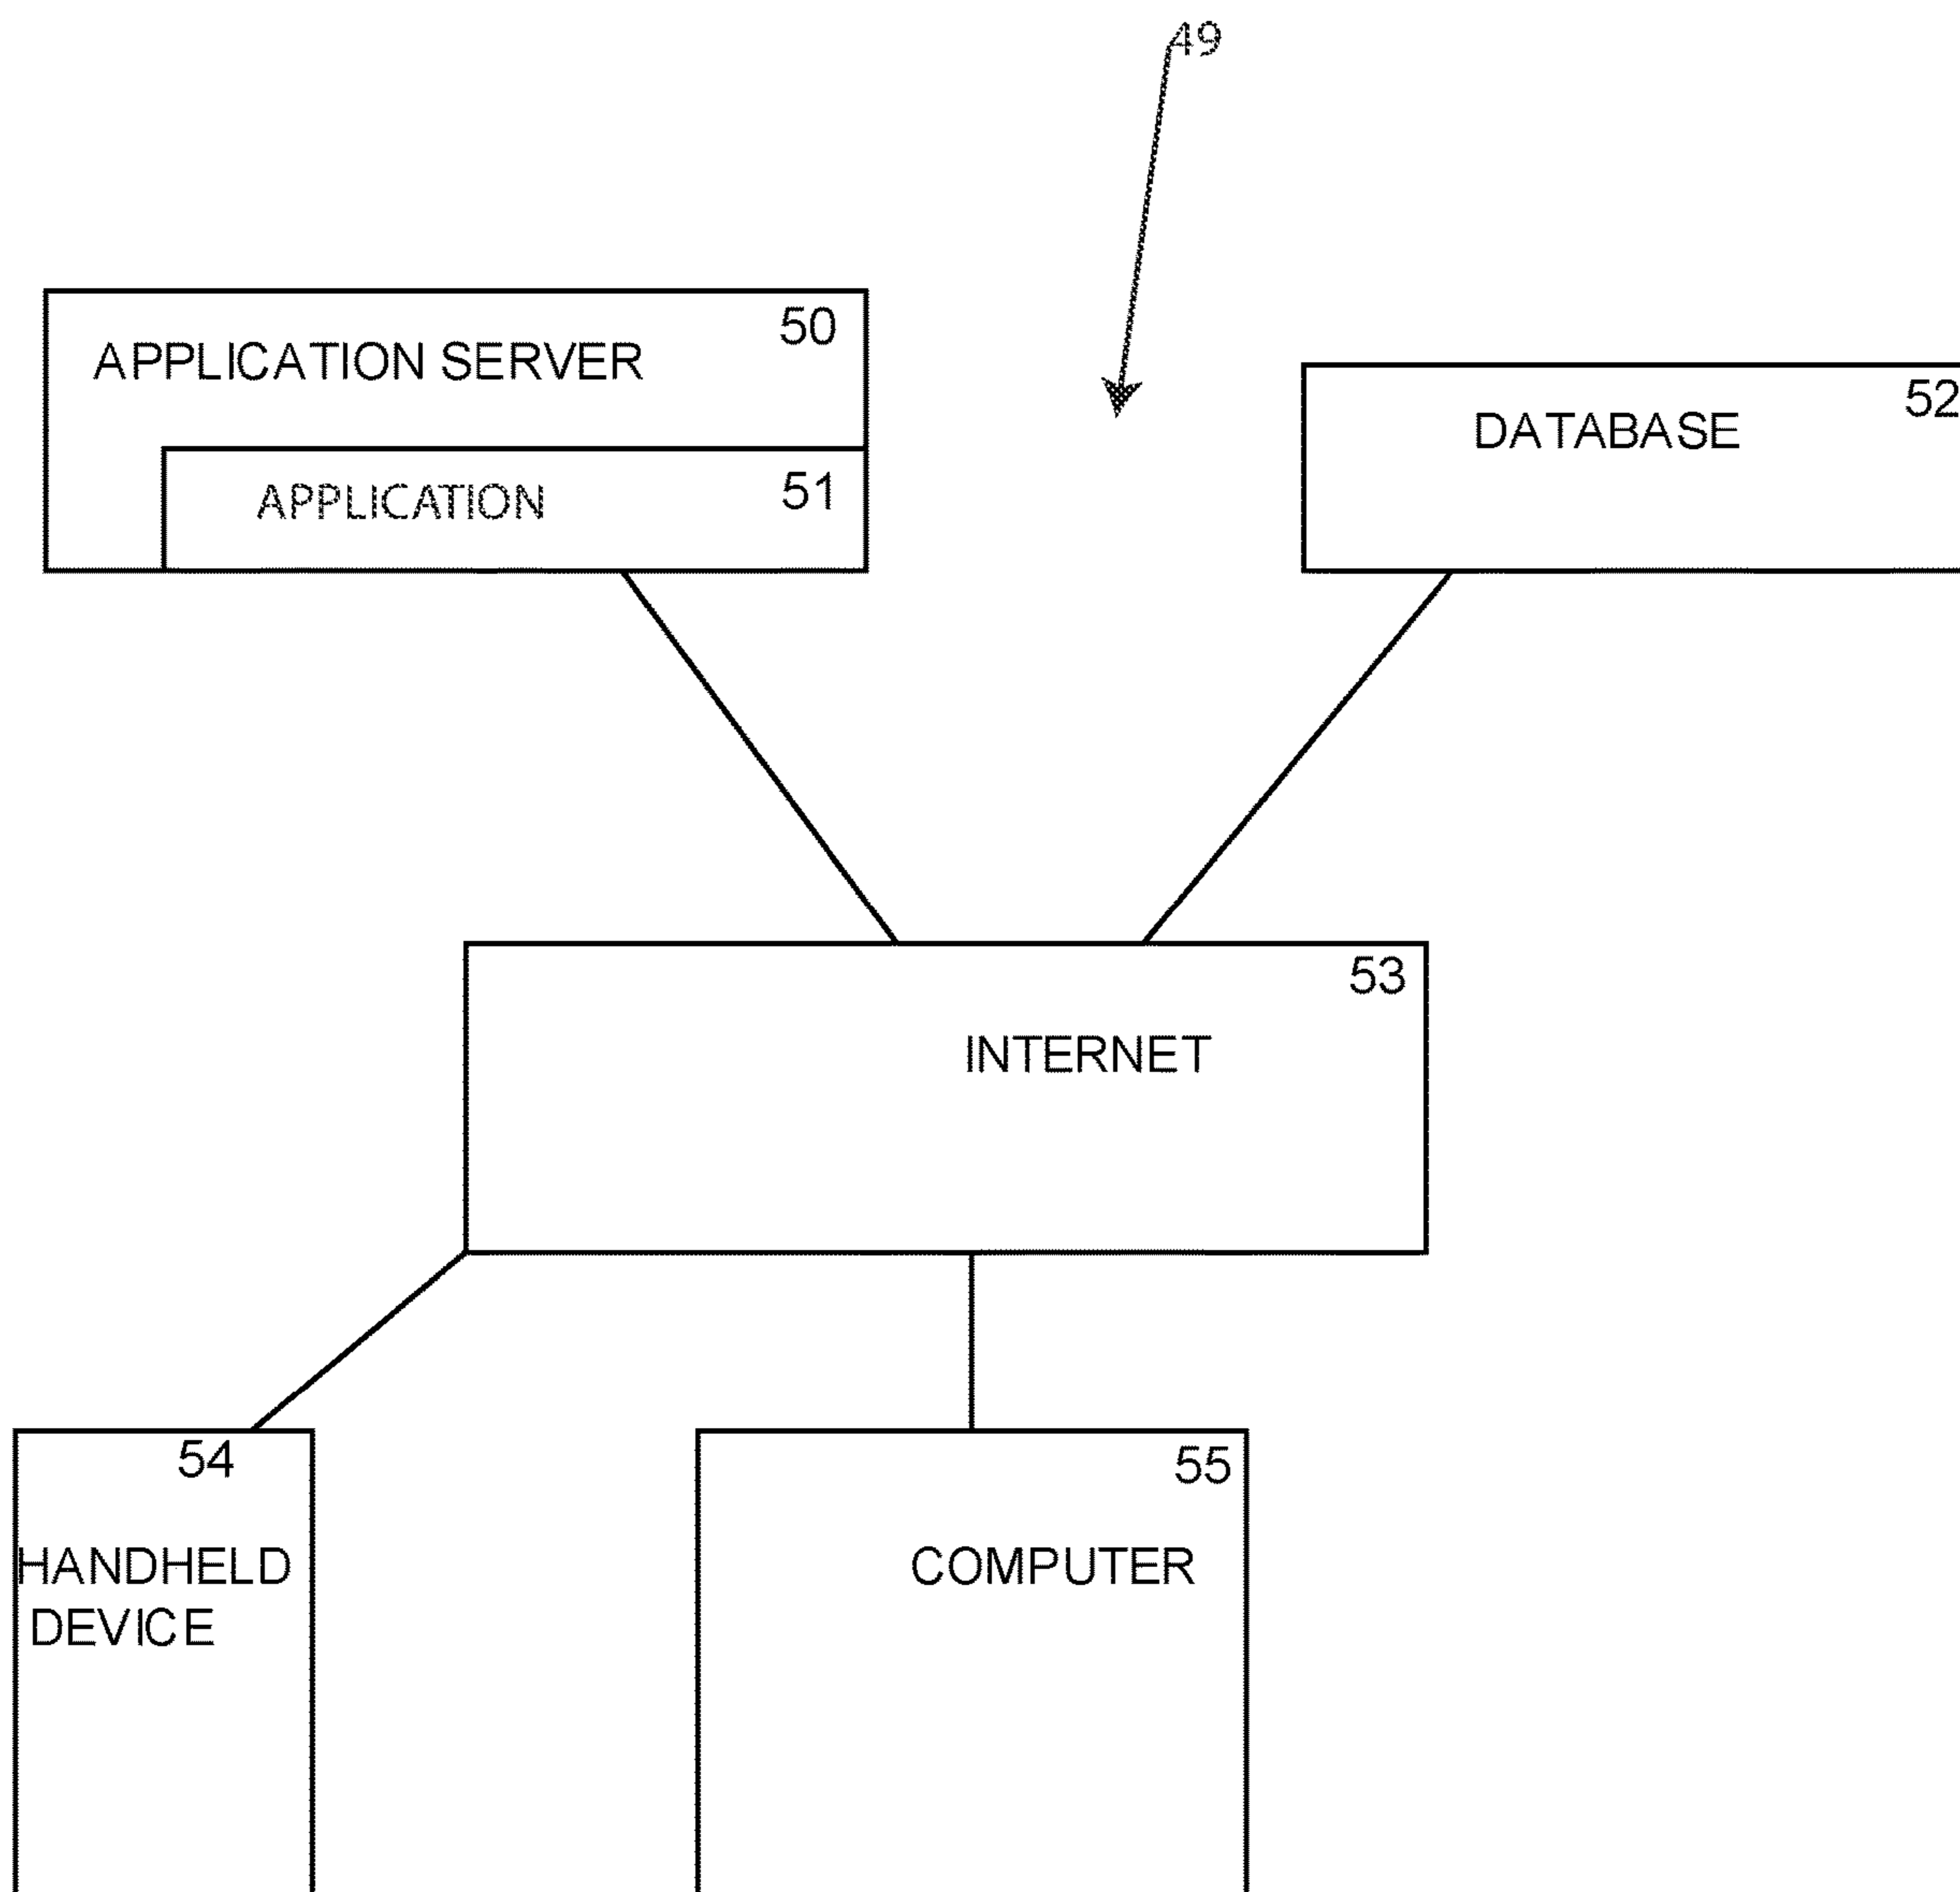 49
50
APPLICATION SERVER
52
DATABASE
51
APPLICATION
53
INTERNET
54
55
HANDHELD
DEVICE
COMPUTER